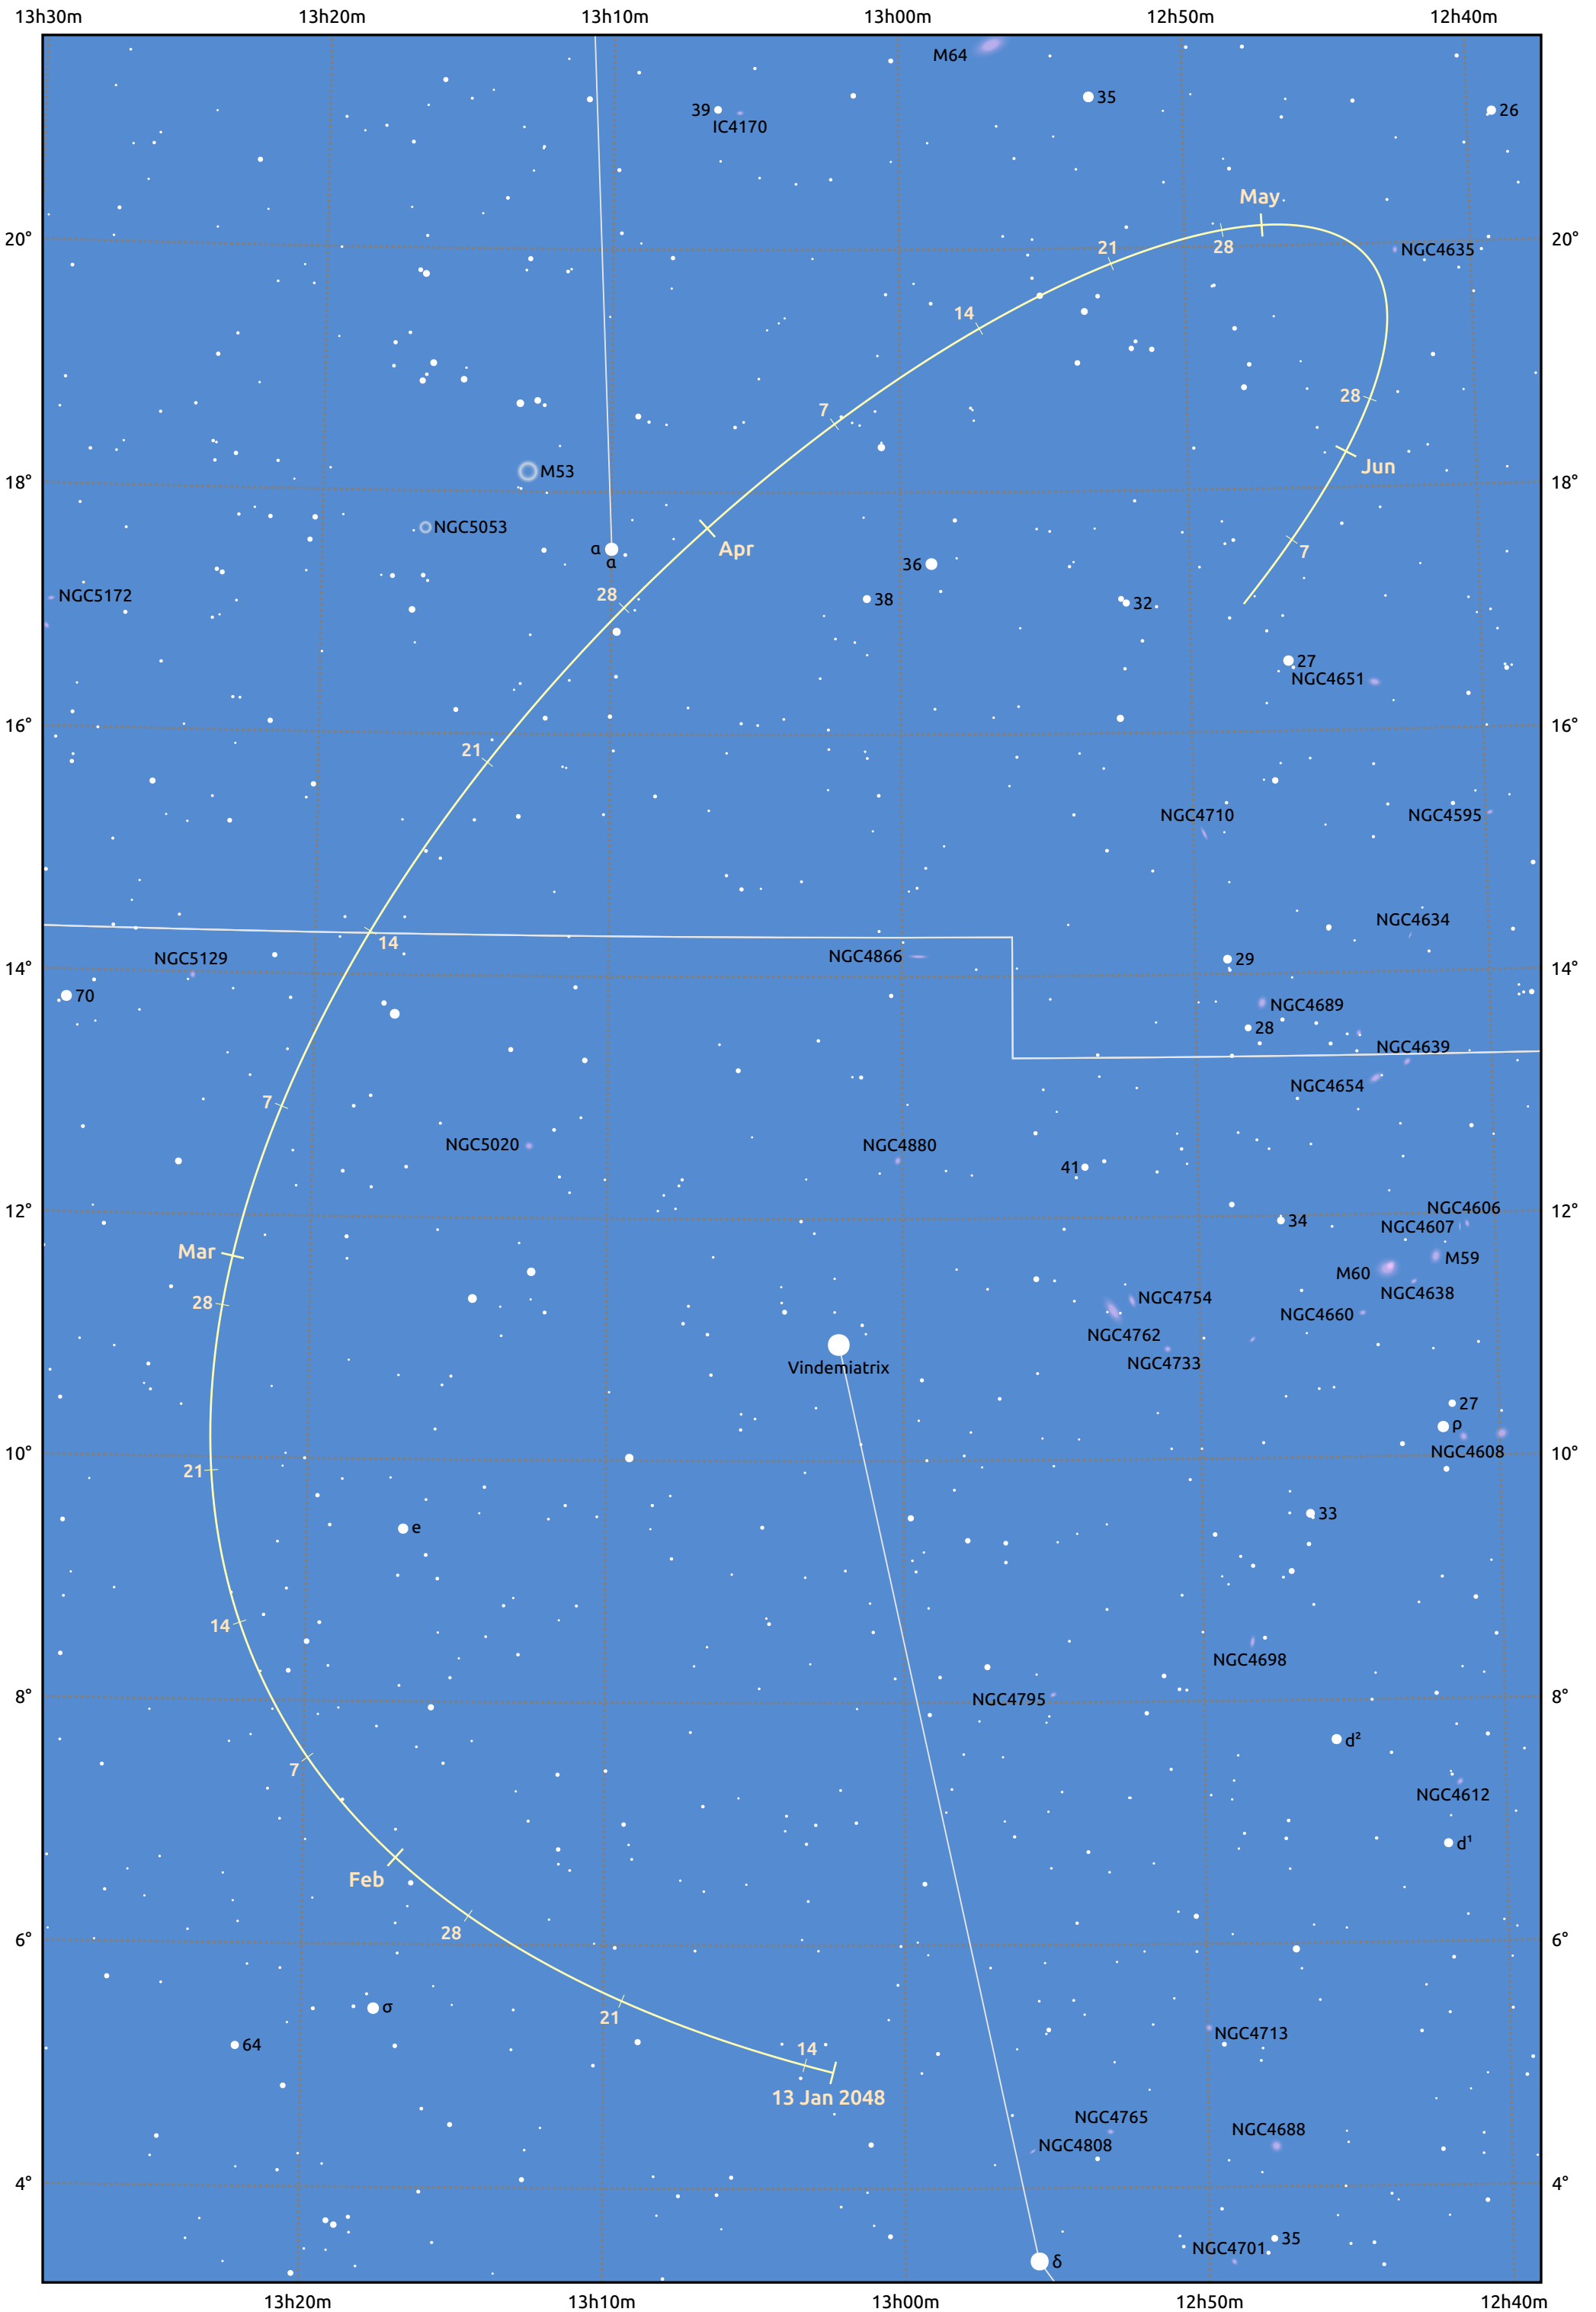 13h30m 13h20m 13h10m 13h00m 12h50m 12h40m
M64
35
39
26
IC4170
May
20° 20°
21
28
NGC4635
14
28
7
Jun
M53
18° 18°
NGC5053
α
Apr
7
α
36
NGC5172
28
38
32
27
NGC4651
16° 16°
21
NGC4710
NGC4595
NGC4634
14
NGC5129
NGC4866
29
14° 14°
70
NGC4689
28
NGC4639
NGC4654
7
NGC5020
NGC4880
41
12° 12°
NGC4606
34
NGC4607
Mar
M59
M60
NGC4638
28
NGC4754
NGC4660
NGC4762
Vindemiatrix
NGC4733
27
ρ
10° 10°
NGC4608
21
33
e
14
NGC4698
8° 8°
NGC4795
d²
7
NGC4612
d¹
Feb
28
6° 6°
σ
21
NGC4713
64
14
13 Jan 2048
NGC4765
NGC4688
NGC4808
4° 4°
35
NGC4701
δ
13h20m 13h10m 13h00m 12h50m 12h40m